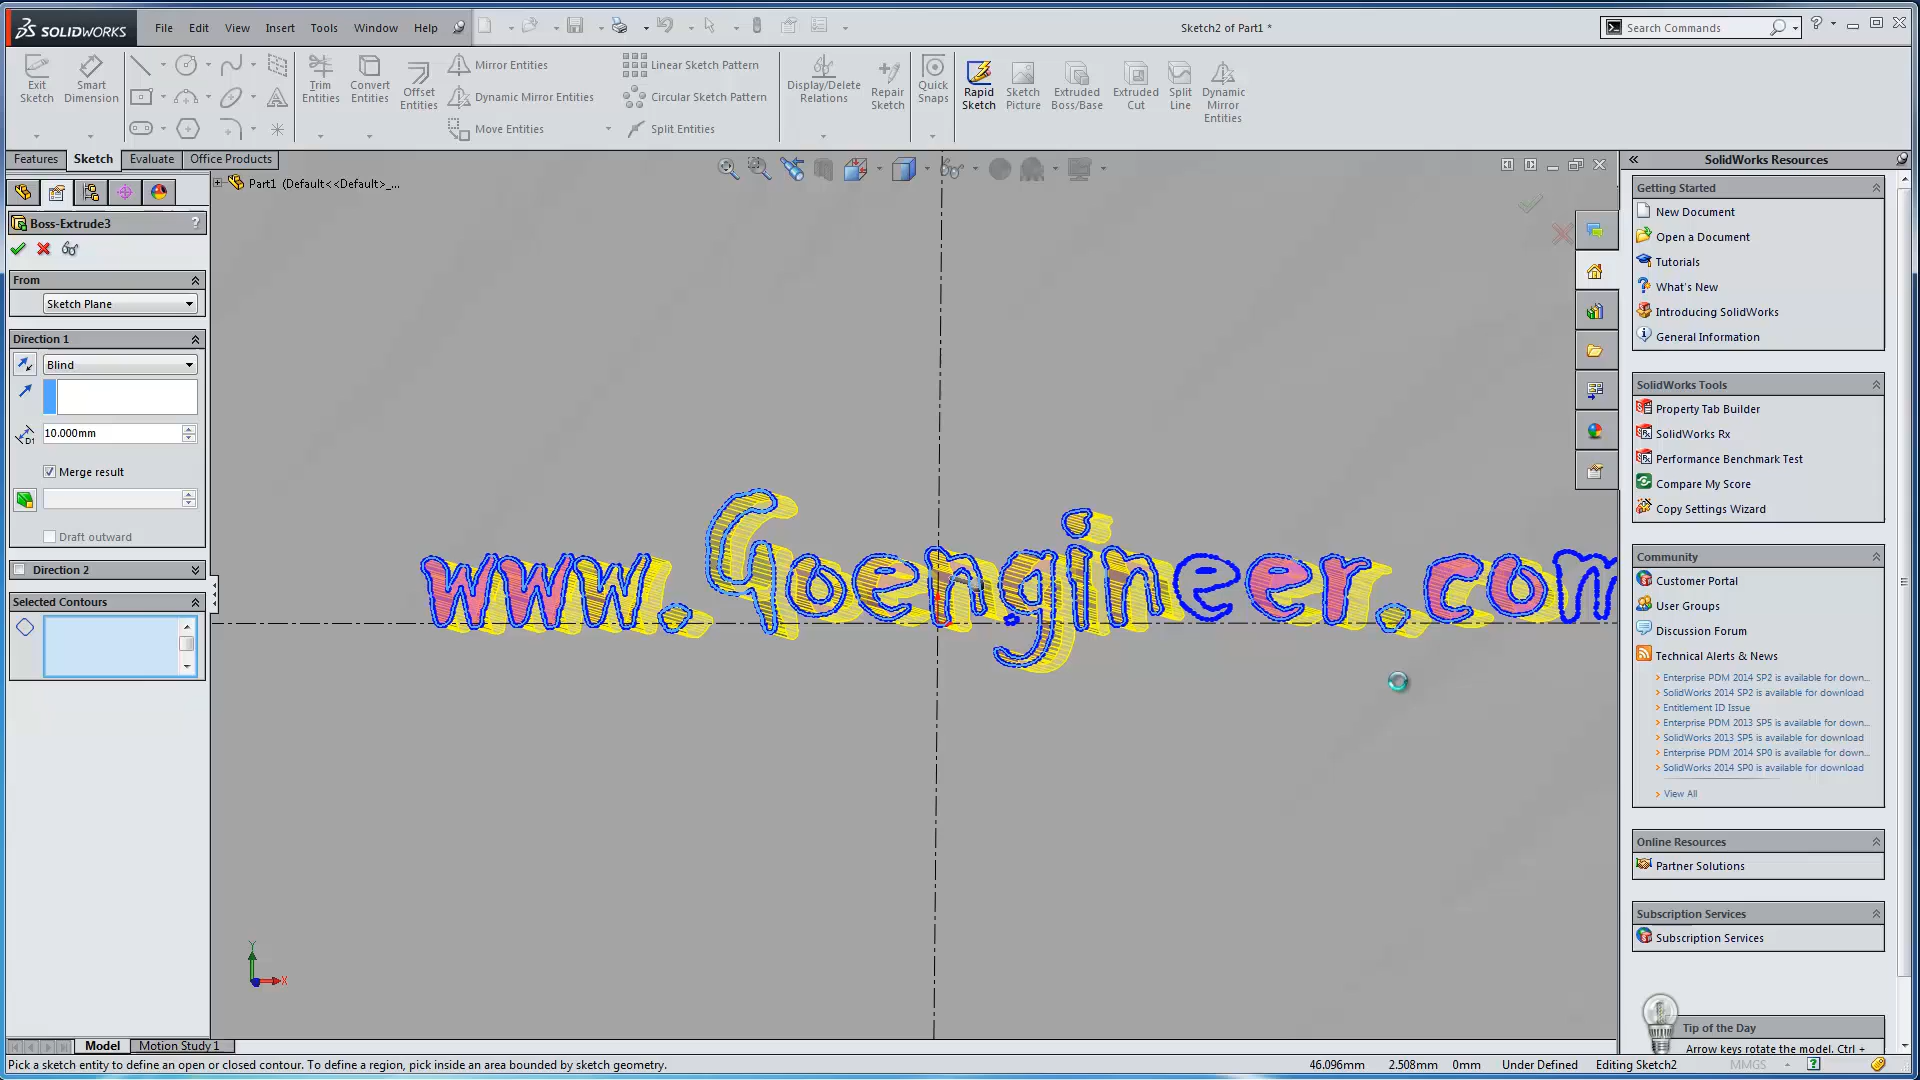 SOLIDWORKS
File Edit View Insert Tools Window Help
Sketch2 of Part1 *
Search Commands
Exit Sketch
Smart Dimension
Trim Entities
Convert Entities
Offset Entities
Mirror Entities
Dynamic Mirror Entities
Move Entities
Linear Sketch Pattern
Circular Sketch Pattern
Split Entities
Display/Delete Relations
Repair Sketch
Quick Snaps
Rapid Sketch
Sketch Picture
Extruded Boss/Base
Extruded Cut
Split Line
Dynamic Mirror Entities
Features Sketch Evaluate Office Products
Part1 (Default<<Default>_...
Boss-Extrude3 ?
From
Sketch Plane
Direction 1
Blind
D1
10.000mm
Merge result
Draft outward
Direction 2
Selected Contours
www.Goengineer.com
Y
X
SolidWorks Resources
Getting Started
New Document
Open a Document
Tutorials
What's New
Introducing SolidWorks
General Information
SolidWorks Tools
Property Tab Builder
SolidWorks Rx
Performance Benchmark Test
Compare My Score
Copy Settings Wizard
Community
Customer Portal
User Groups
Discussion Forum
Technical Alerts & News
Enterprise PDM 2014 SP2 is available for down...
SolidWorks 2014 SP2 is available for download
Entitlement ID Issue
Enterprise PDM 2013 SP5 is available for down...
SolidWorks 2013 SP5 is available for download
Enterprise PDM 2014 SP0 is available for down...
SolidWorks 2014 SP0 is available for download
View All
Online Resources
Partner Solutions
Subscription Services
Subscription Services
Tip of the Day
Arrow keys rotate the model. Ctrl +
Model Motion Study 1
Pick a sketch entity to define an open or closed contour. To define a region, pick inside an area bounded by sketch geometry.
46.096mm 2.508mm 0mm Under Defined Editing Sketch2 MMGS